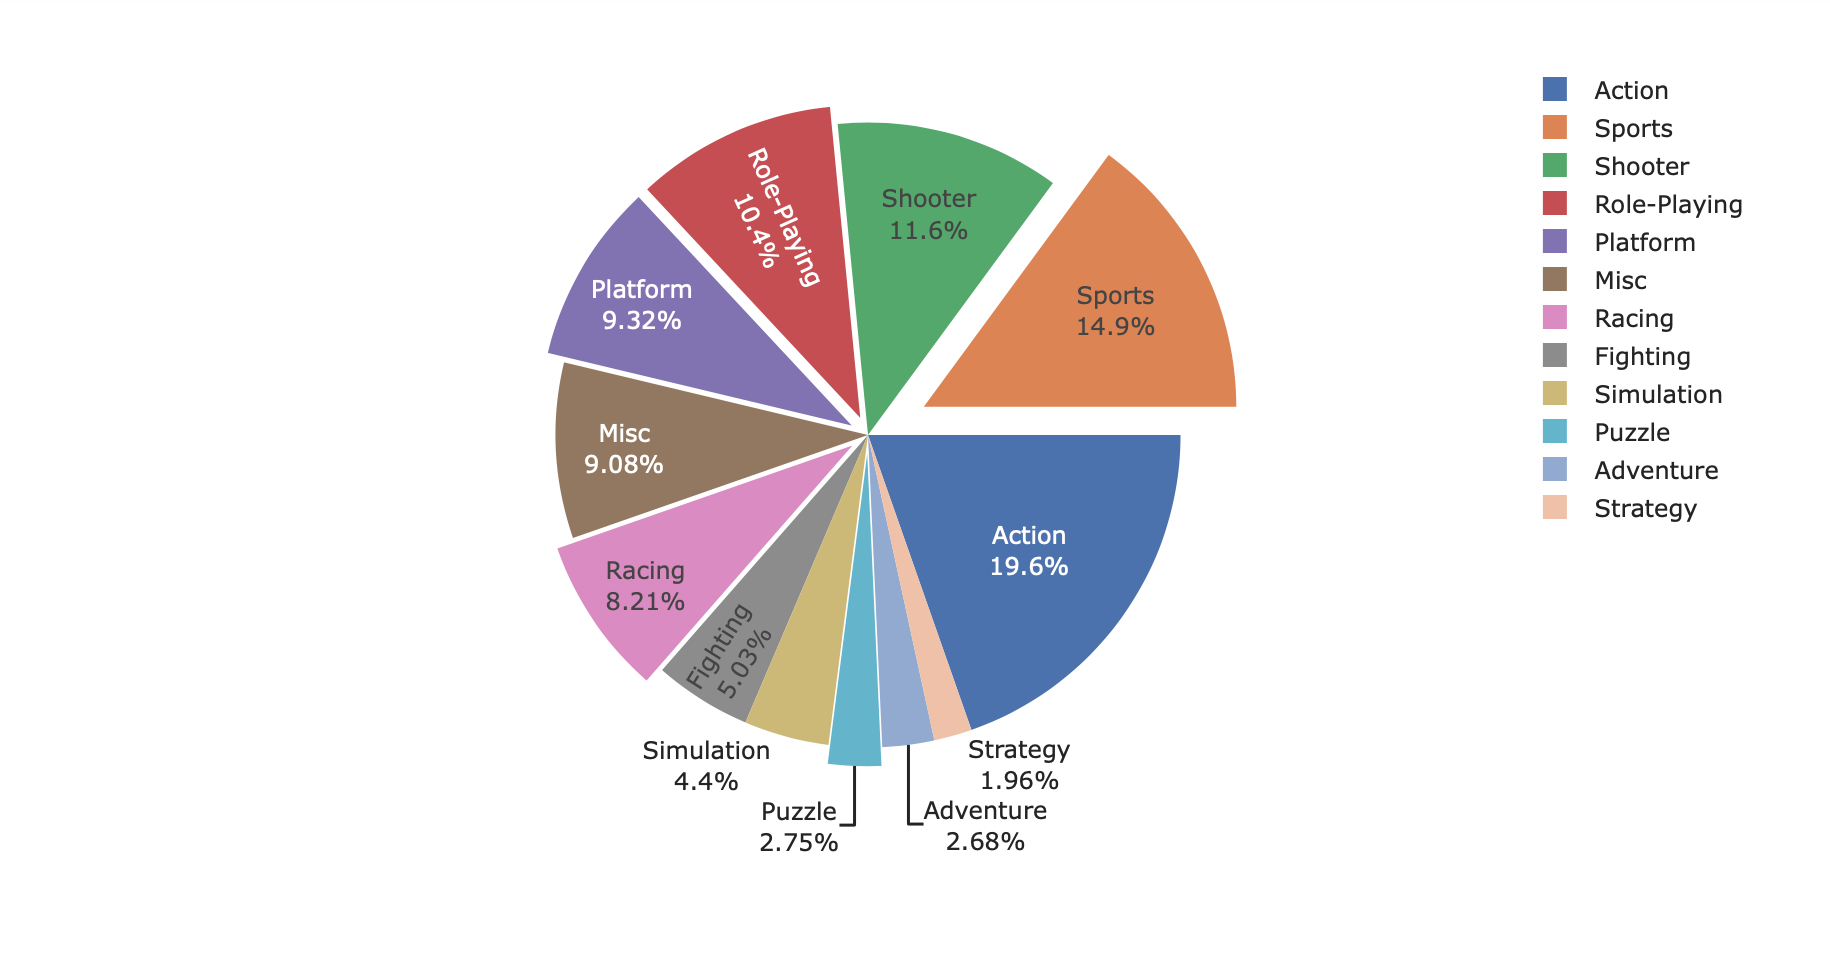 Role-Playing
10.4%
Shooter
11.6%
Sports
14.9%
Platform
9.32%
Misc
9.08%
Action
19.6%
Racing
8.21%
Fighting
5.03%
Simulation
4.4%
Strategy
1.96%
Puzzle
2.75%
Adventure
2.68%
Action
Sports
Shooter
Role-Playing
Platform
Misc
Racing
Fighting
Simulation
Puzzle
Adventure
Strategy